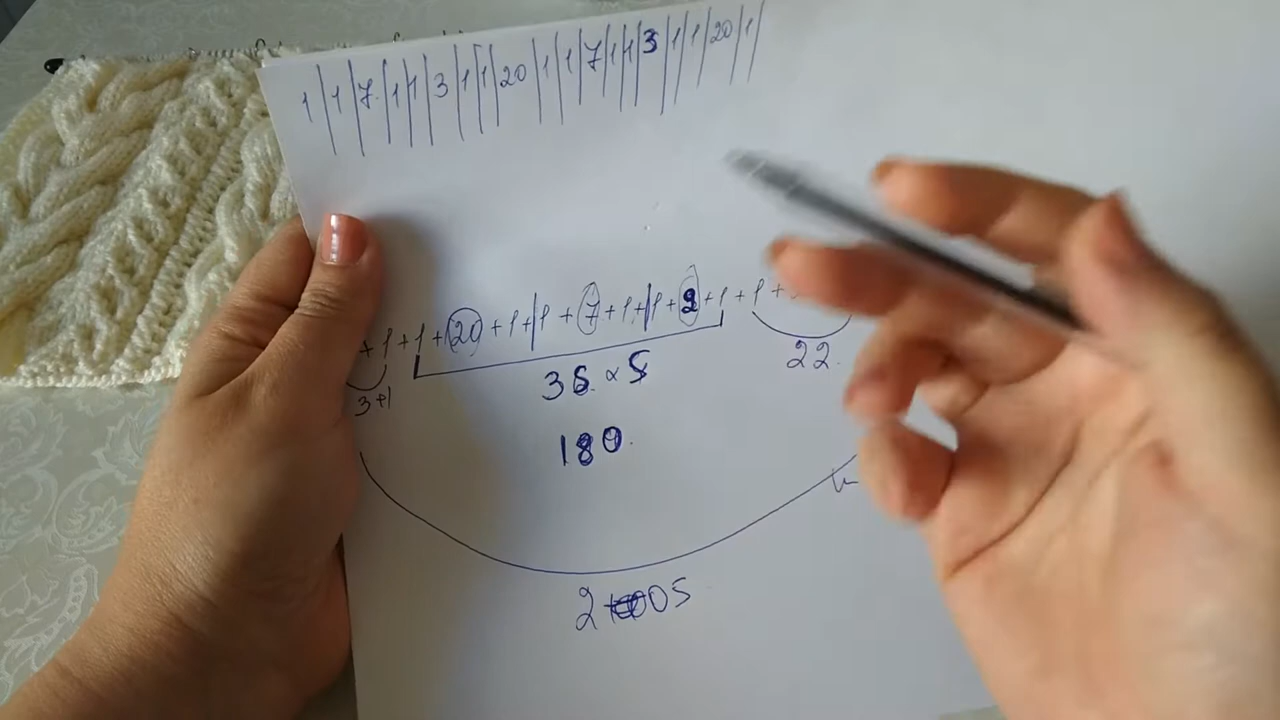 1 | 1 | 7 | 1 | 1 | 3 | 1 | 1 | 20 | 1 | 1 | 7 | 1 | 1 | 3 | 1 | 1 | 20 | 1 |
+ 1 + 1 + 20 + 1 + 1 + 7 + 1 + 1 + 2 + 1 + 1 +
3+1
36 × 5
22.
180.
2 05